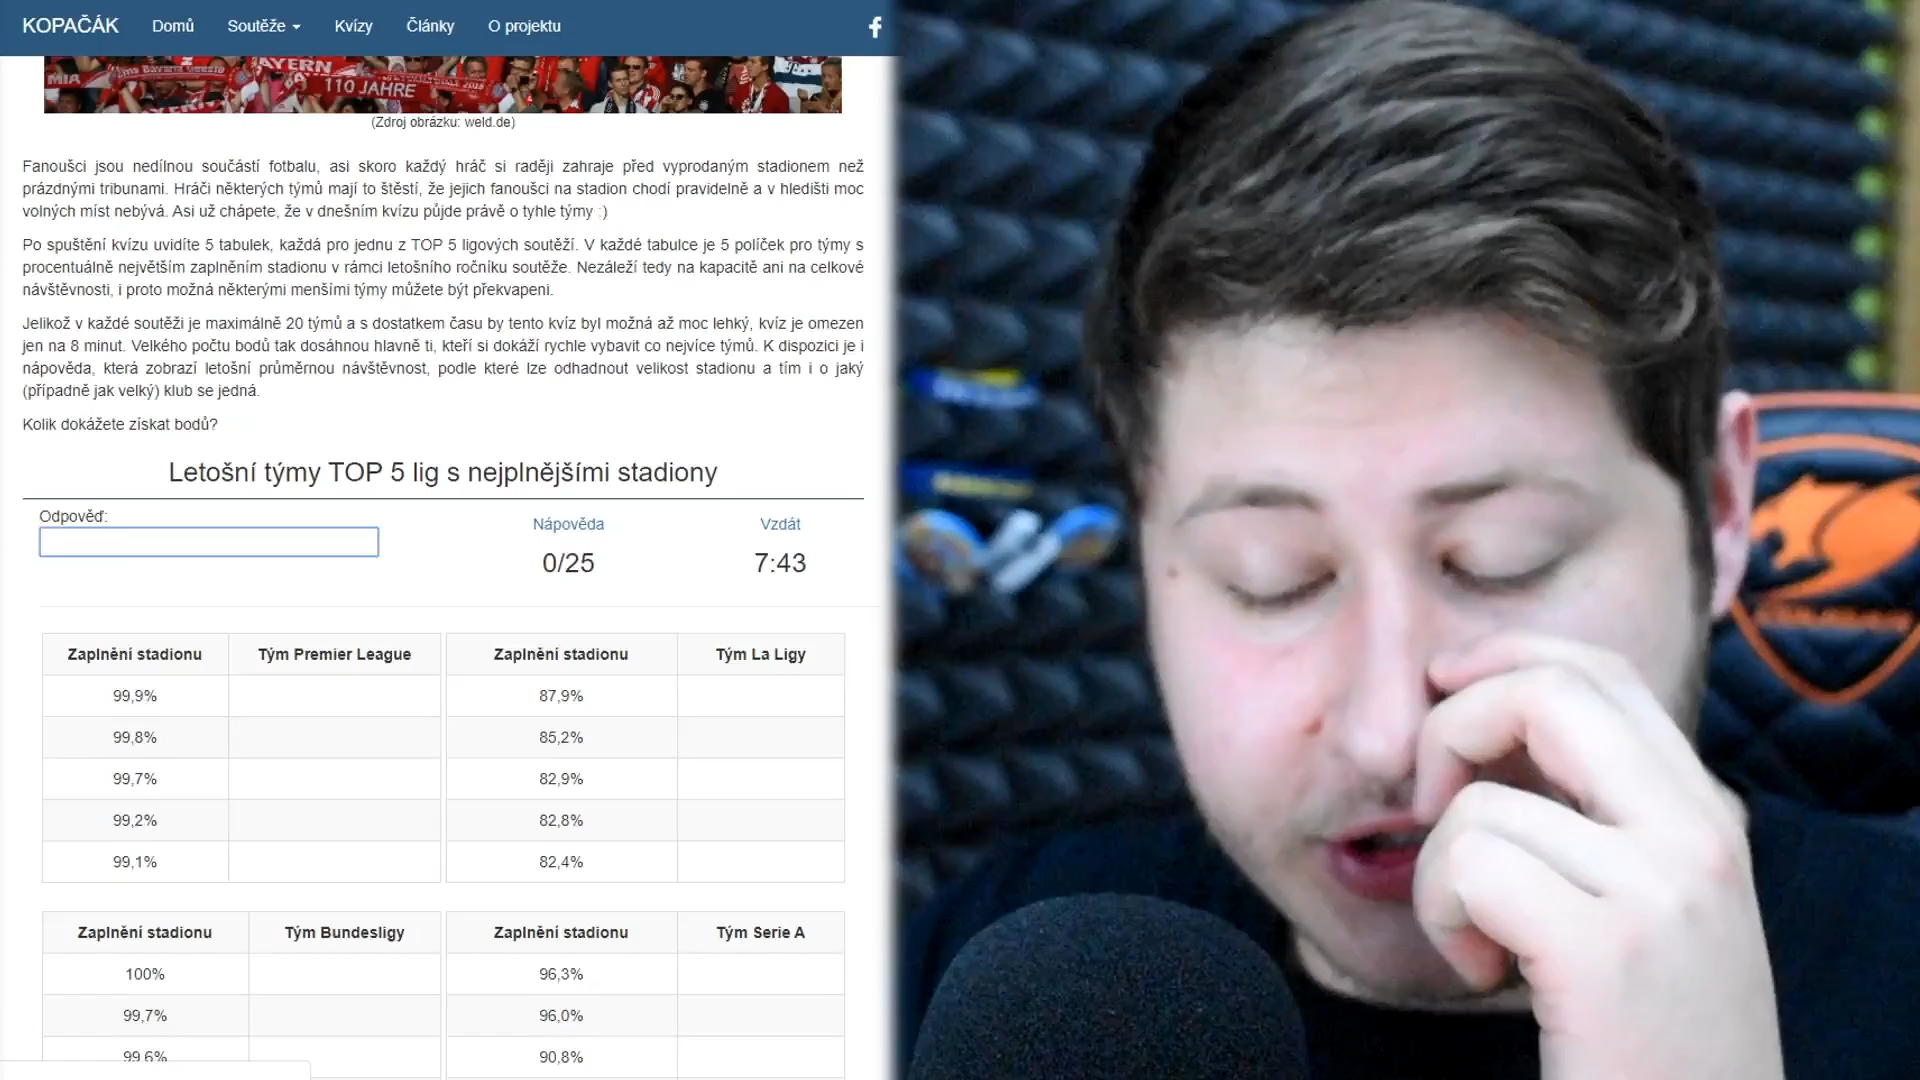 KOPAČÁK Domů Soutěže Kvízy Články O projektu
BAYERN
MIA
110 JAHRE
(Zdroj obrázku: weld.de)
Fanoušci jsou nedílnou součástí fotbalu, asi skoro každý hráč si raději zahraje před vyprodaným stadionem než
prázdnými tribunami. Hráči některých týmů mají to štěstí, že jejich fanoušci na stadion chodí pravidelně a v hledišti moc
volných míst nebývá. Asi už chápete, že v dnešním kvízu půjde právě o tyhle týmy :)
Po spuštění kvízu uvidíte 5 tabulek, každá pro jednu z TOP 5 ligových soutěží. V každé tabulce je 5 políček pro týmy s
procentuálně největším zaplněním stadionu v rámci letošního ročníku soutěže. Nezáleží tedy na kapacitě ani na celkové
návštěvnosti, i proto možná některými menšími týmy můžete být překvapeni.
Jelikož v každé soutěži je maximálně 20 týmů a s dostatkem času by tento kvíz byl možná až moc lehký, kvíz je omezen
jen na 8 minut. Velkého počtu bodů tak dosáhnou hlavně ti, kteří si dokáží rychle vybavit co nejvíce týmů. K dispozici je i
nápověda, která zobrazí letošní průměrnou návštěvnost, podle které lze odhadnout velikost stadionu a tím i o jaký
(případně jak velký) klub se jedná.
Kolik dokážete získat bodů?
Letošní týmy TOP 5 lig s nejplnějšími stadiony
Odpověď: Nápověda Vzdát
0/25 7:43
Zaplnění stadionu Tým Premier League Zaplnění stadionu Tým La Ligy
99,9% 87,9%
99,8% 85,2%
99,7% 82,9%
99,2% 82,8%
99,1% 82,4%
Zaplnění stadionu Tým Bundesligy Zaplnění stadionu Tým Serie A
100% 96,3%
99,7% 96,0%
99,6% 90,8%